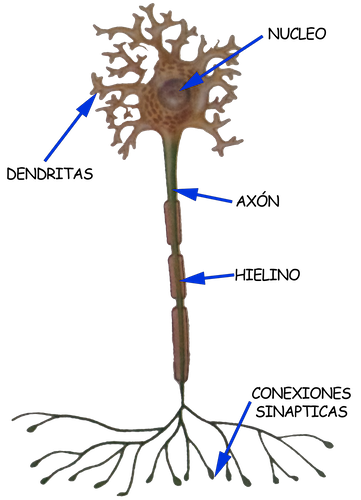 NUCLEO
DENDRITAS
AXÓN
HIELINO
CONEXIONES
SINAPTICAS